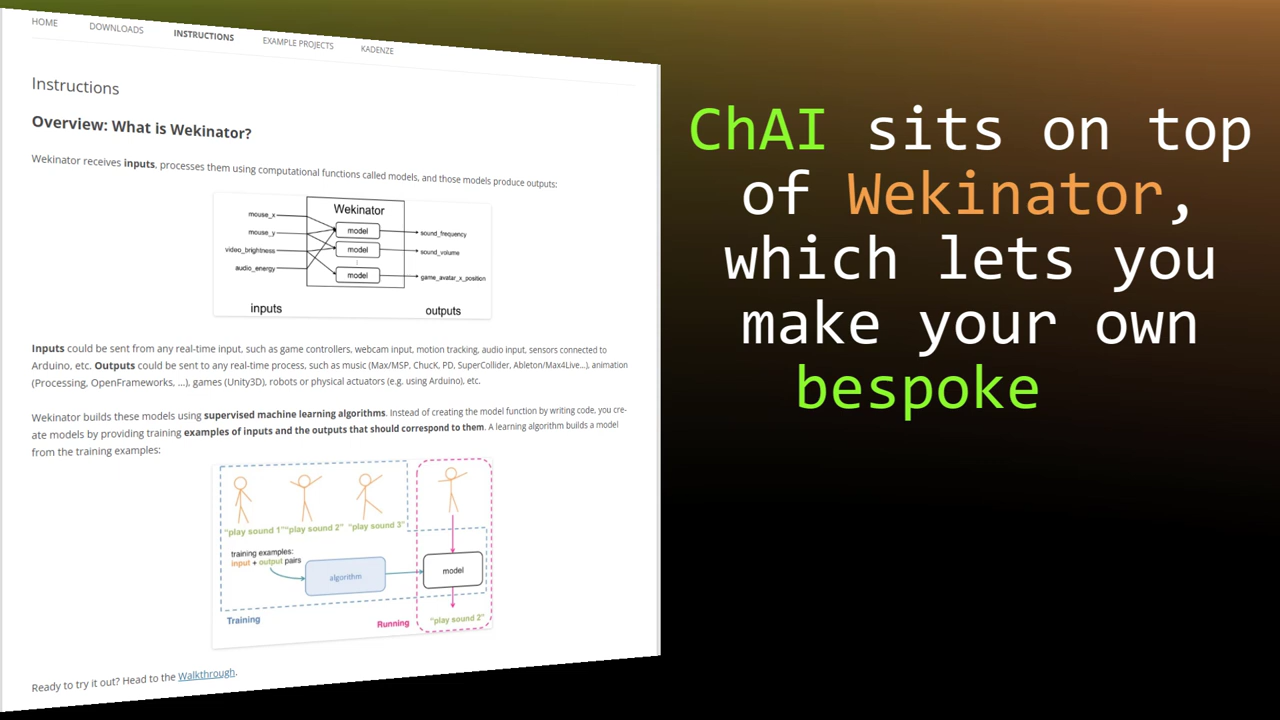 HOME DOWNLOADS INSTRUCTIONS EXAMPLE PROJECTS KADENZE
Instructions
Overview: What is Wekinator?
Wekinator receives inputs, processes them using computational functions called models, and those models produce outputs:
Wekinator
mouse_x
mouse_y
video_brightness
audio_energy
model
model
model
sound_frequency
sound_volume
game_avatar_x_position
inputs
outputs
Inputs could be sent from any real-time input, such as game controllers, webcam input, motion tracking, audio input, sensors connected to
Arduino, etc. Outputs could be sent to any real-time process, such as music (Max/MSP, ChucK, PD, SuperCollider, Ableton/Max4Live...), animation
(Processing, OpenFrameworks, ...), games (Unity3D), robots or physical actuators (e.g. using Arduino), etc.
Wekinator builds these models using supervised machine learning algorithms. Instead of creating the model function by writing code, you cre-
ate models by providing training examples of inputs and the outputs that should correspond to them. A learning algorithm builds a model
from the training examples:
"play sound 1" "play sound 2" "play sound 3"
training examples:
input + output pairs
algorithm
model
Training
Running
"play sound 2"
Ready to try it out? Head to the Walkthrough.
ChAI sits on top
of Wekinator,
which lets you
make your own
bespoke